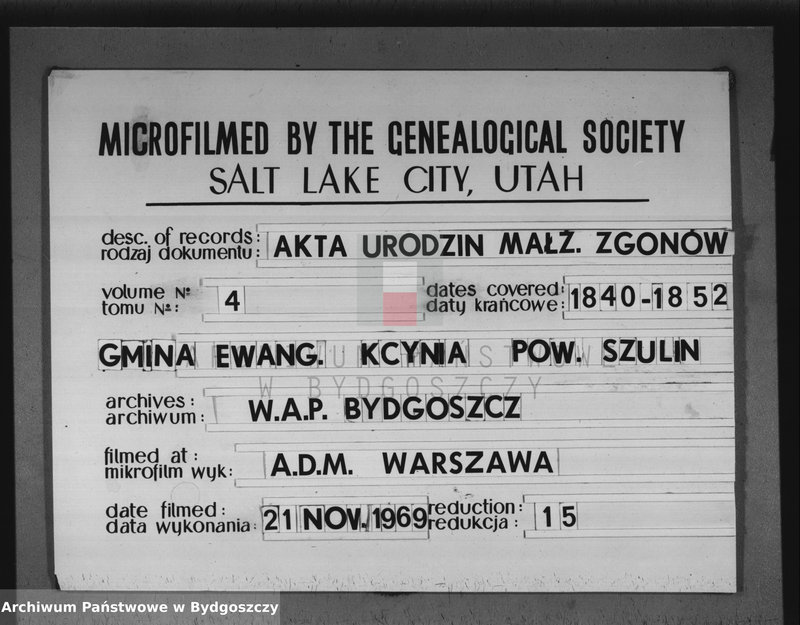 MICROFILMED BY THE GENEALOGICAL SOCIETY
SALT LAKE CITY, UTAH
desc. of records:
rodzaj dokumentu:
AKTA URODZIN MAŁŻ. ZGONÓW
volume №
tomu №:
4
dates covered:
daty krańcowe:
1840-1852
GMINA EWANG. KCYNIA POW. SZULIN
W BYDGOSZCZY
archives:
archiwum:
W.A.P. BYDGOSZCZ
filmed at:
mikrofilm wyk:
A.D.M. WARSZAWA
date filmed:
data wykonania:
21 NOV. 1969
reduction:
redukcja:
15
Archiwum Państwowe w Bydgoszczy